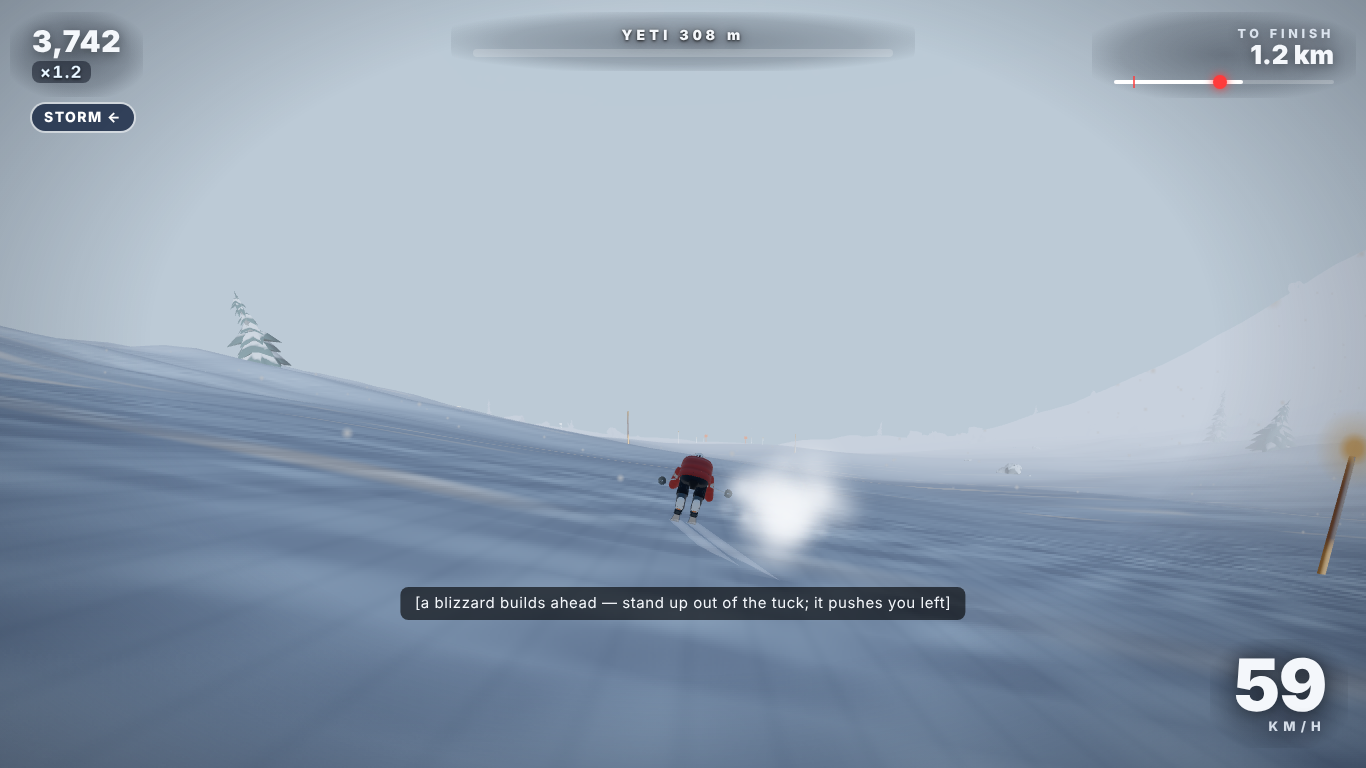 3,742
×1.2
STORM ←
YETI 308 m
TO FINISH
1.2 km
[a blizzard builds ahead — stand up out of the tuck; it pushes you left]
59
KM/H